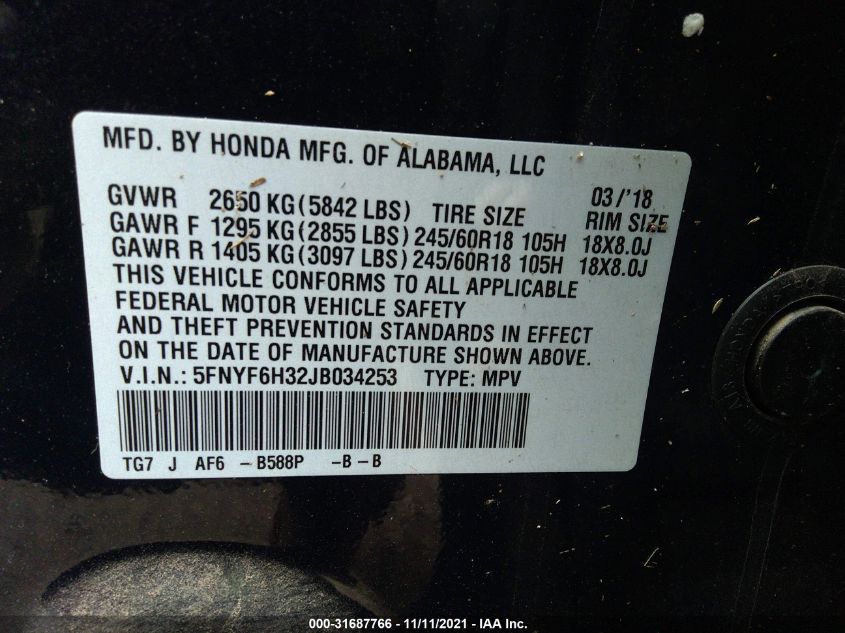 MFD. BY HONDA MFG. OF ALABAMA, LLC
03/'18
GVWR 2650 KG(5842 LBS) TIRE SIZE RIM SIZE
GAWR F 1295 KG(2855 LBS) 245/60R18 105H 18X8.0J
GAWR R 1405 KG(3097 LBS) 245/60R18 105H 18X8.0J
THIS VEHICLE CONFORMS TO ALL APPLICABLE
FEDERAL MOTOR VEHICLE SAFETY
AND THEFT PREVENTION STANDARDS IN EFFECT
ON THE DATE OF MANUFACTURE SHOWN ABOVE.
V.I.N.: 5FNYF6H32JB034253 TYPE: MPV
TG7 J AF6 – B588P –B – B
000-31687766 - 11/11/2021 - IAA Inc.